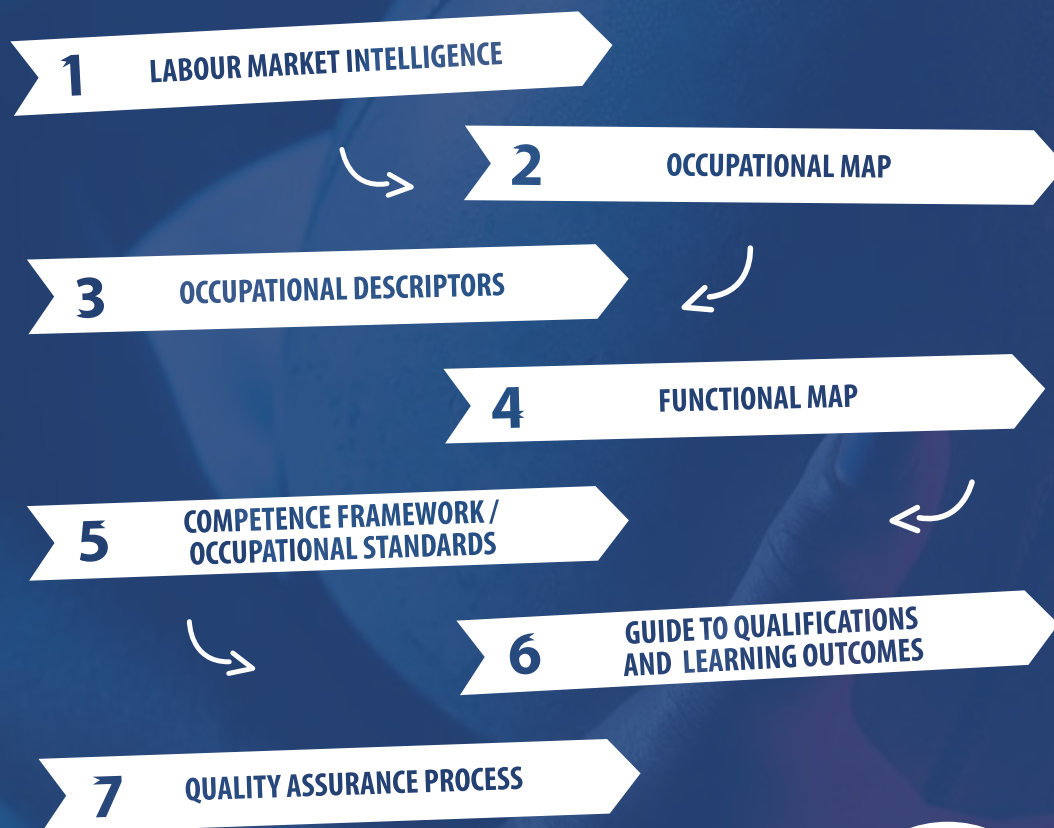 1 LABOUR MARKET INTELLIGENCE
2 OCCUPATIONAL MAP
3 OCCUPATIONAL DESCRIPTORS
4 FUNCTIONAL MAP
5 COMPETENCE FRAMEWORK /
OCCUPATIONAL STANDARDS
6 GUIDE TO QUALIFICATIONS
AND LEARNING OUTCOMES
7 QUALITY ASSURANCE PROCESS